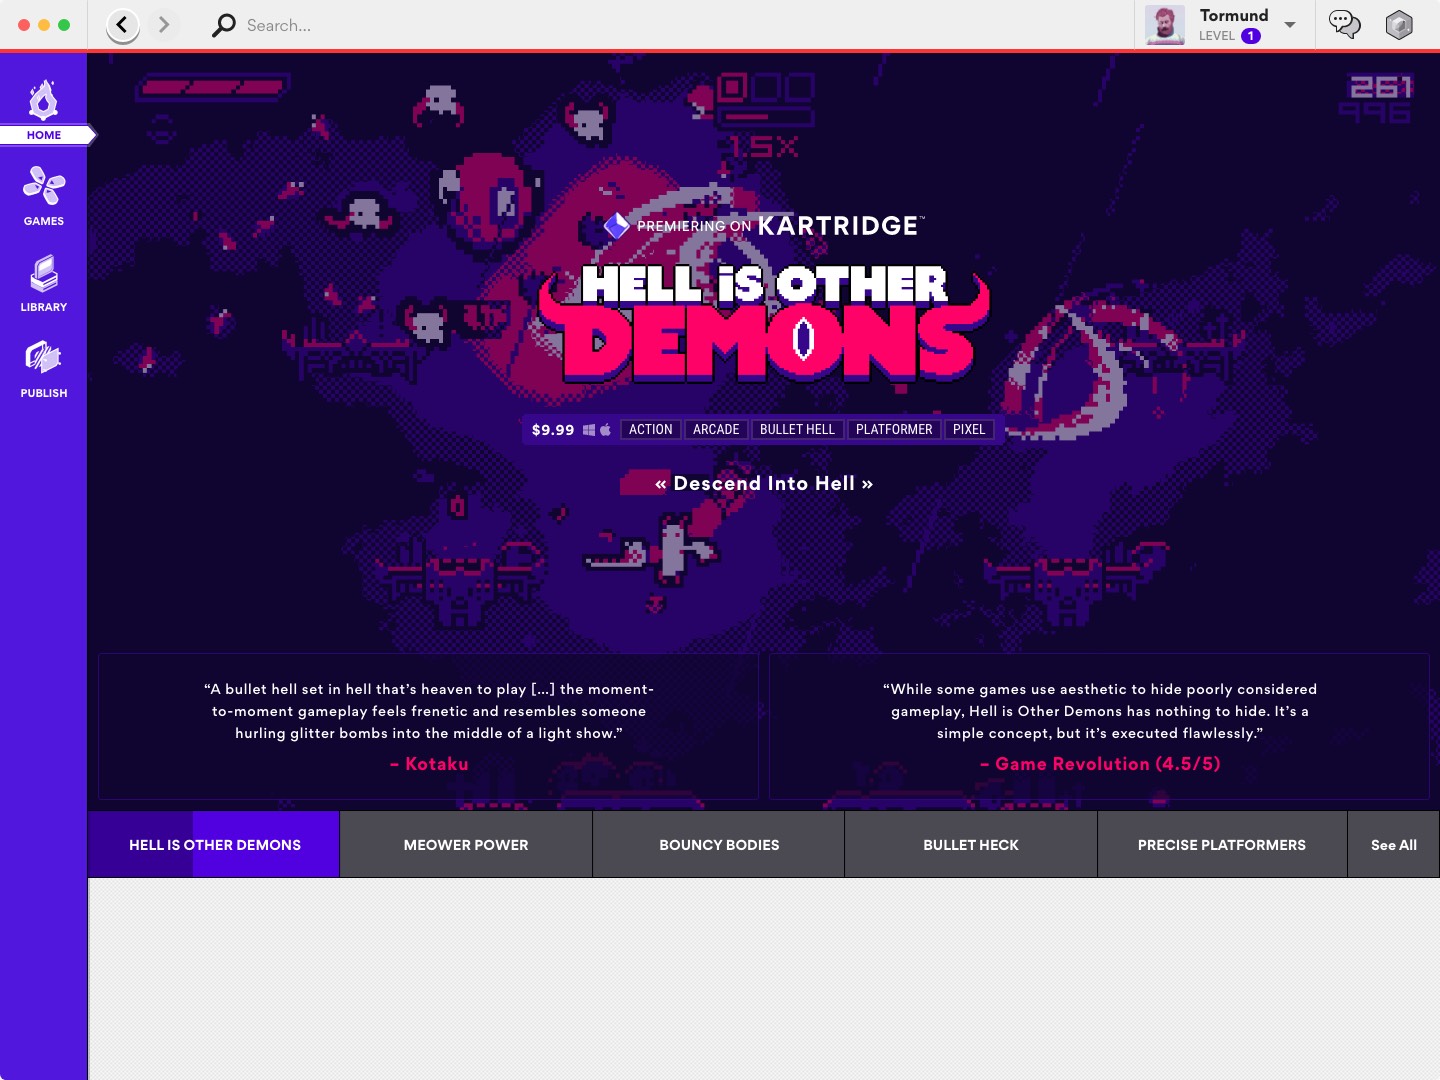 Search...
Tormund
LEVEL 1
HOME
GAMES
LIBRARY
PUBLISH
261
996
1.5X
PREMIERING ON KARTRIDGE™
HELL iS OTHER
DEMONS
$9.99 ACTION ARCADE BULLET HELL PLATFORMER PIXEL
« Descend Into Hell »
“A bullet hell set in hell that’s heaven to play [...] the moment-
to-moment gameplay feels frenetic and resembles someone
hurling glitter bombs into the middle of a light show.”
– Kotaku
“While some games use aesthetic to hide poorly considered
gameplay, Hell is Other Demons has nothing to hide. It’s a
simple concept, but it’s executed flawlessly.”
– Game Revolution (4.5/5)
HELL IS OTHER DEMONS
MEOWER POWER
BOUNCY BODIES
BULLET HECK
PRECISE PLATFORMERS
See All